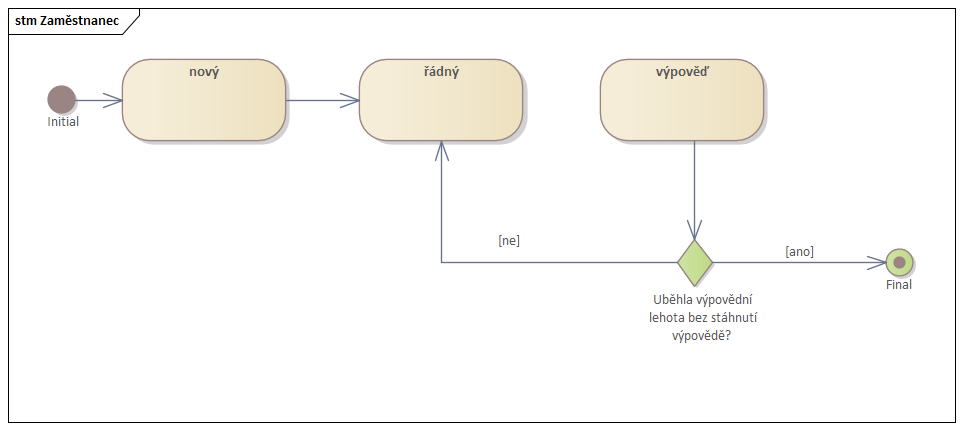 stm Zaměstnanec
nový
řádný
výpověď
Initial
[ne]
[ano]
Final
Uběhla výpovědní
lehota bez stáhnutí
výpovědě?